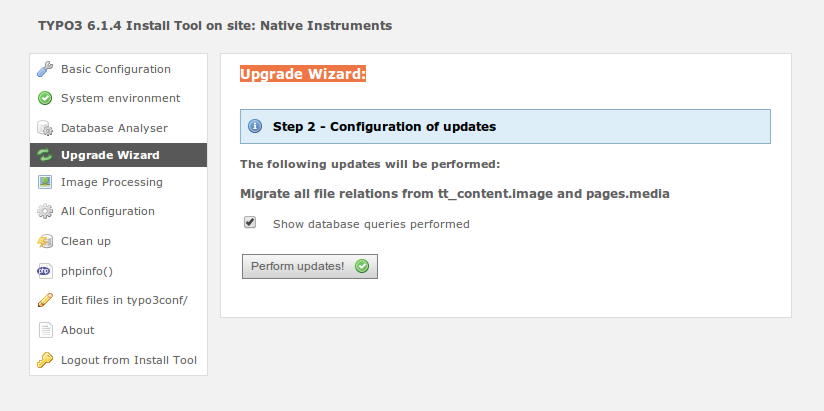 TYPO3 6.1.4 Install Tool on site: Native Instruments
Basic Configuration
System environment
Database Analyser
Upgrade Wizard
Image Processing
All Configuration
Clean up
php
phpinfo()
Edit files in typo3conf/
About
Logout from Install Tool
Upgrade Wizard:
Step 2 - Configuration of updates
The following updates will be performed:
Migrate all file relations from tt_content.image and pages.media
Show database queries performed
Perform updates!